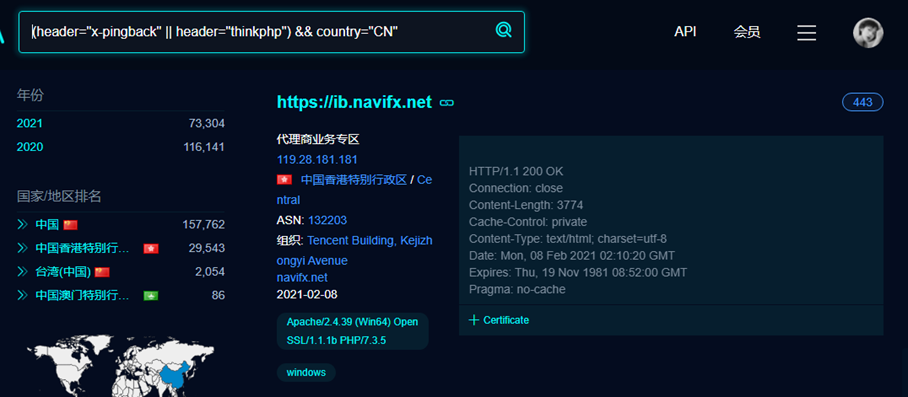 (header="x-pingback" || header="thinkphp") && country="CN"
API
会员
年份
2021 73,304
2020 116,141
国家/地区排名
中国 157,762
中国香港特别行... 29,543
台湾(中国) 2,054
中国澳门特别行... 86
https://ib.navifx.net
443
代理商业务专区
119.28.181.181
中国香港特别行政区 / Ce
ntral
ASN: 132203
组织: Tencent Building, Kejizh
ongyi Avenue
navifx.net
2021-02-08
Apache/2.4.39 (Win64) Open
SSL/1.1.1b PHP/7.3.5
windows
HTTP/1.1 200 OK
Connection: close
Content-Length: 3774
Cache-Control: private
Content-Type: text/html; charset=utf-8
Date: Mon, 08 Feb 2021 02:10:20 GMT
Expires: Thu, 19 Nov 1981 08:52:00 GMT
Pragma: no-cache
Certificate